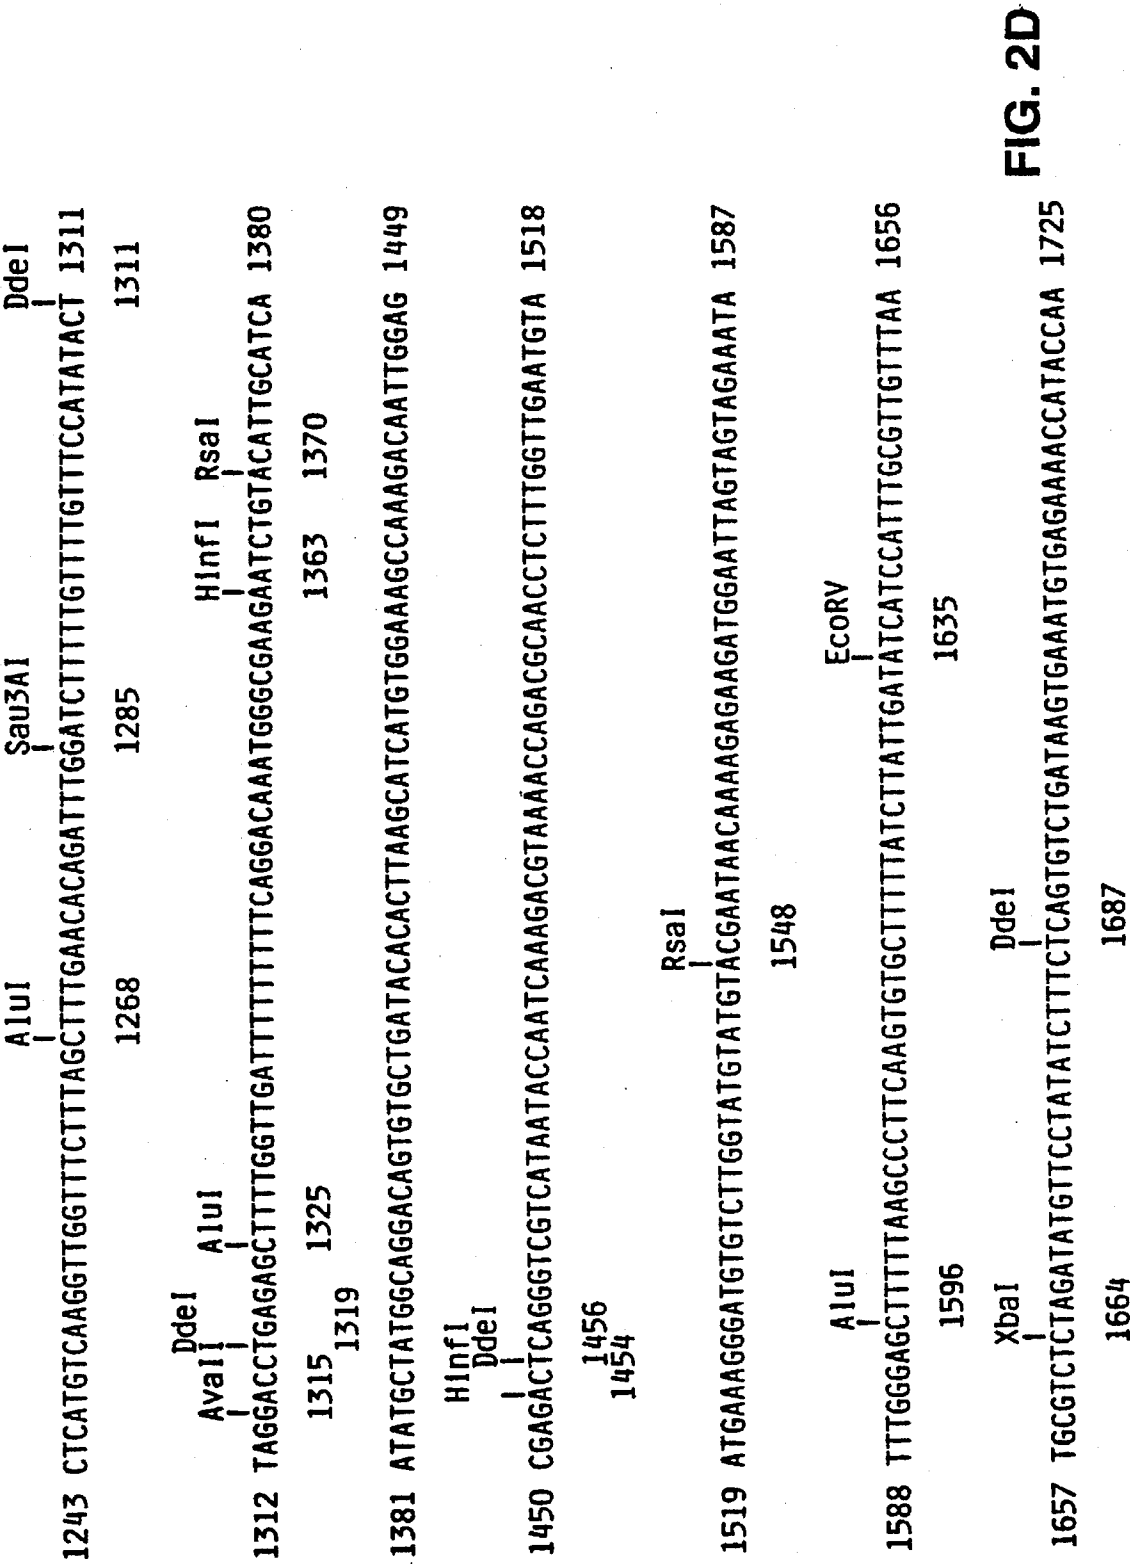 AluI Sau3AI DdeI
1243 CTCATGTCAAGGTTGGTTTCTTTAGCTTTGAACACAGATTTGGATCTTTTTGTTTTGTTTCCATATACT 1311
1268 1285 1311
AvaII DdeI AluI HinfI RsaI
1312 TAGGACCTGAGAGCTTTTGGTTGATTTTTTTTTTCAGGACAAATGGGCGAAGAATCTGTACATTGCATCA 1380
1315 1325 1363 1370
1319
1381 ATATGCTATGGCAGGACAGTGTGCTGATACACACTTAAGCATCATGTGGAAAGCCAAAGACAATTGGAG 1449
HinfI
DdeI
1450 CGAGACTCAGGGTCGTCATAATACCAATCAAAGACGTAAAACCAGACGCAACCTCTTTGGTTGAATGTA 1518
1456
1454
RsaI
1519 ATGAAAGGGATGTGTCTTGGTATGTATGTACGAATAACAAAAGAGAAGATGGAATTAGTAGTAGAAATA 1587
1548
AluI EcoRV
1588 TTTGGGAGCTTTTTAAGCCCTTCAAGTGTGCTTTTTATCTTATTGATATCATCCATTTGCGTTGTTTAA 1656
1596 1635
XbaI DdeI
1657 TGCGTCTCTAGATATGTTCCTATATCTTTCTCAGTGTCTGATAAGTGAAATGTGAGAAAACCATACCAA 1725
1664 1687
FIG. 2D